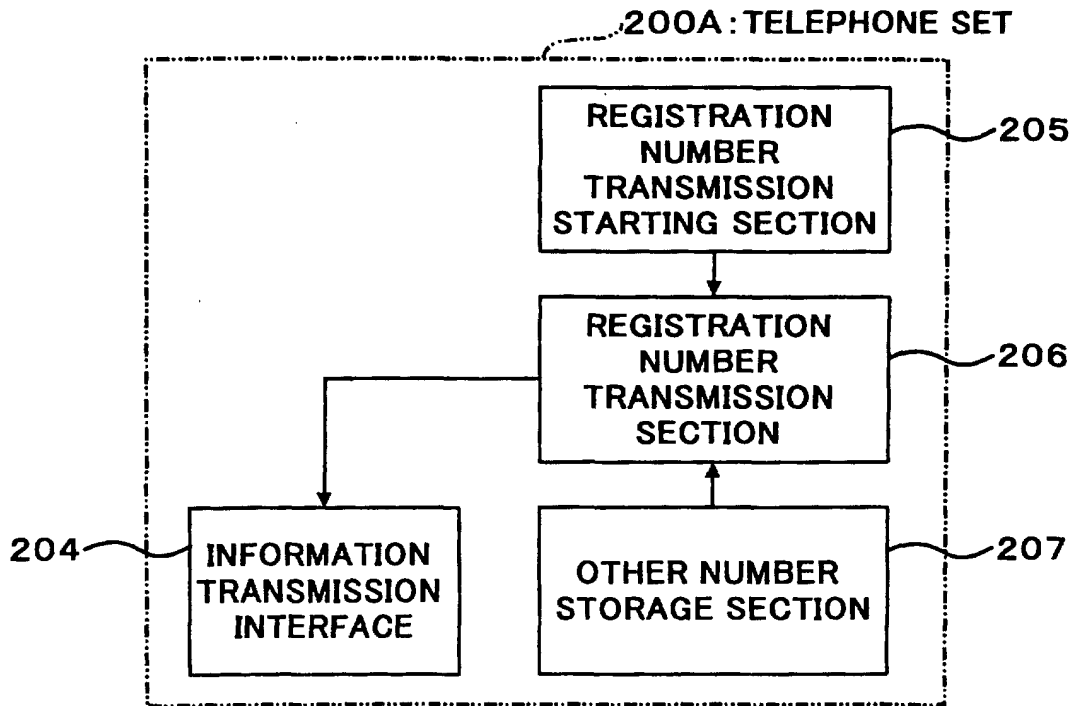 200A: TELEPHONE SET
REGISTRATION
NUMBER
TRANSMISSION
STARTING SECTION
205
REGISTRATION
NUMBER
TRANSMISSION
SECTION
206
204
INFORMATION
TRANSMISSION
INTERFACE
OTHER NUMBER
STORAGE SECTION
207